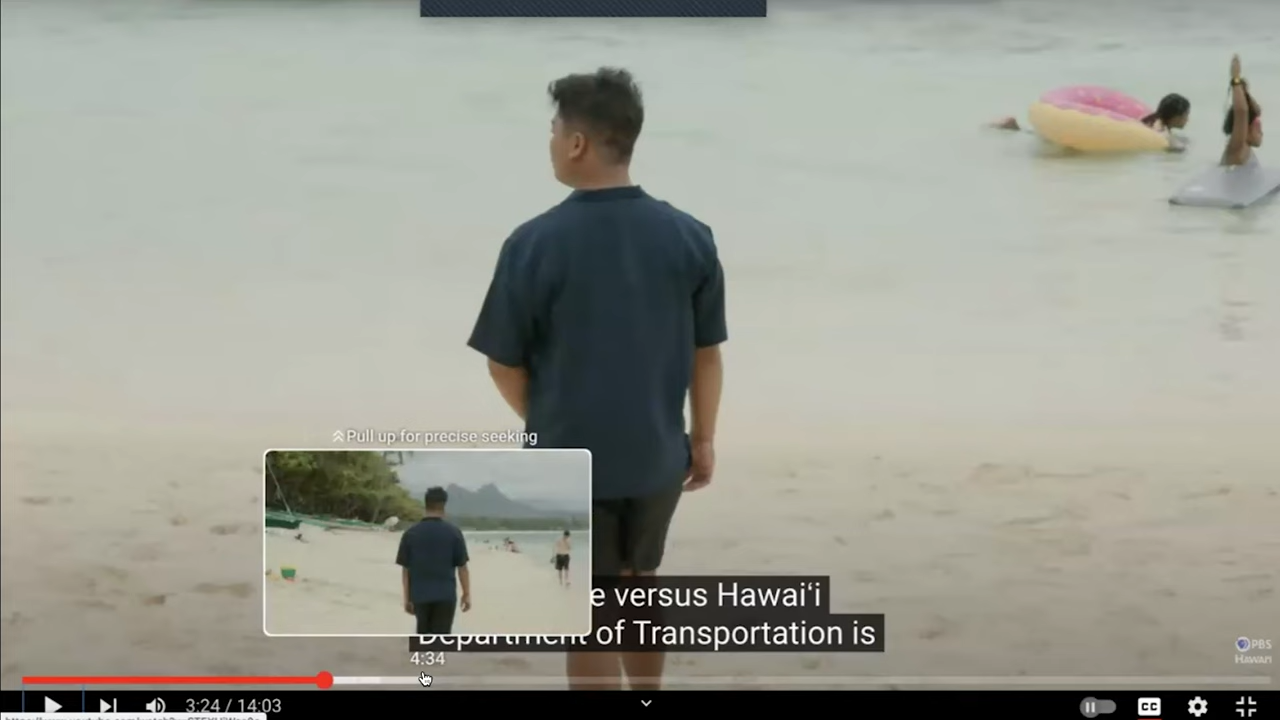 Pull up for precise seeking
e versus Hawaiʻi
Department of Transportation is
PBS
HAWAIʻI
4:34
3:24 / 14:03
CC